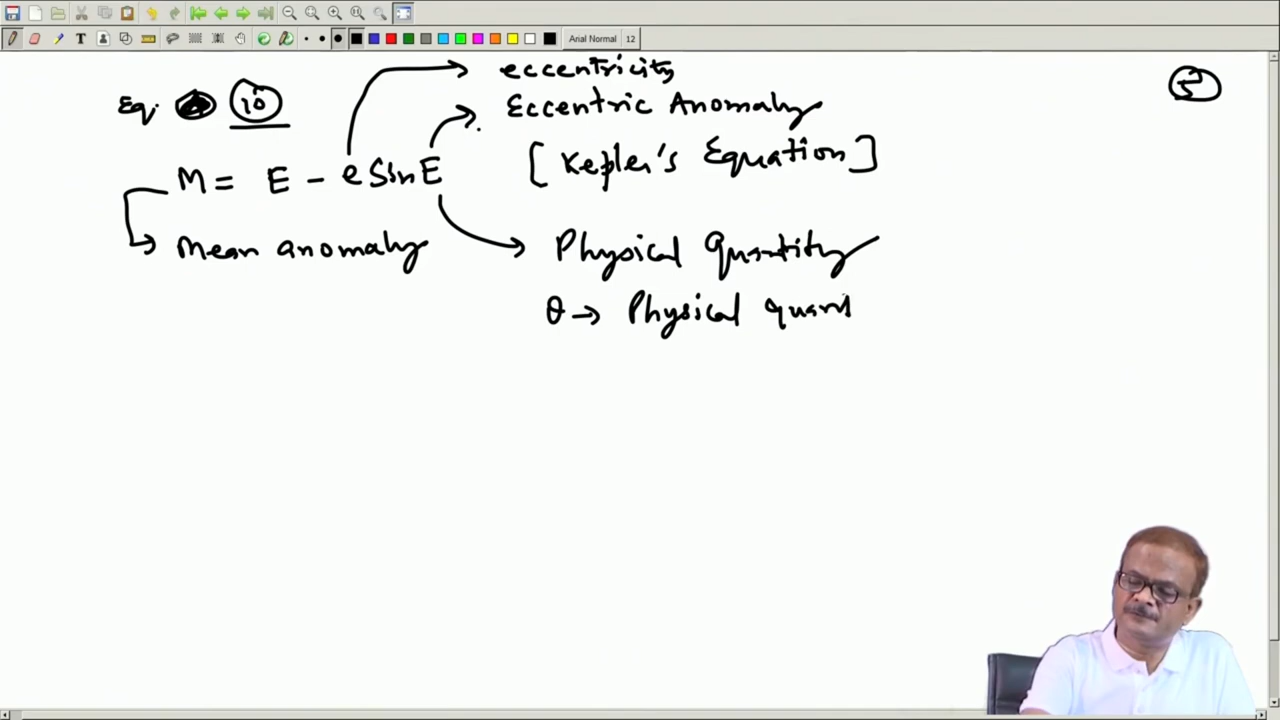 Arial Normal 12
eccentricity
Eq. 10
Eccentric Anomaly
M = E - e Sin E
[Kepler's Equation]
Mean anomaly
Physical Quantity
θ → Physical quant